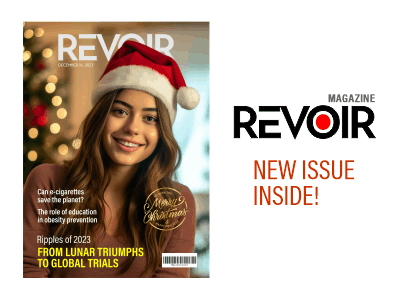 REVOIR
DECEMBER 2023
Can e-cigarettes
save the planet?
The role of education
in obesity prevention
Merry
Christmas
Ripples of 2023
FROM LUNAR TRIUMPHS
TO GLOBAL TRIALS
MAGAZINE
REVOIR
NEW ISSUE
INSIDE!